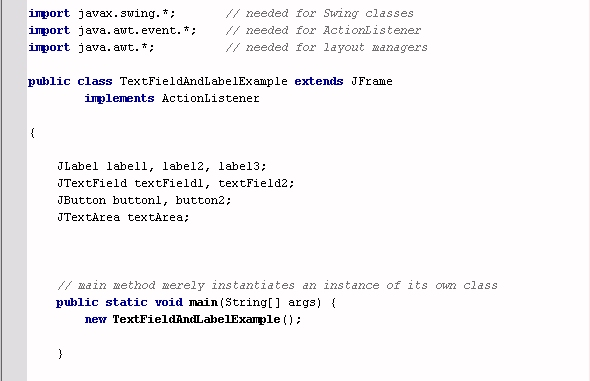 import javax.swing.*;       // needed for Swing classes
import java.awt.event.*;    // needed for ActionListener
import java.awt.*;          // needed for layout managers
public class TextFieldAndLabelExample extends JFrame
        implements ActionListener
{
    JLabel label1, label2, label3;
    JTextField textField1, textField2;
    JButton button1, button2;
    JTextArea textArea;
    // main method merely instantiates an instance of its own class
    public static void main(String[] args) {
        new TextFieldAndLabelExample();
    }